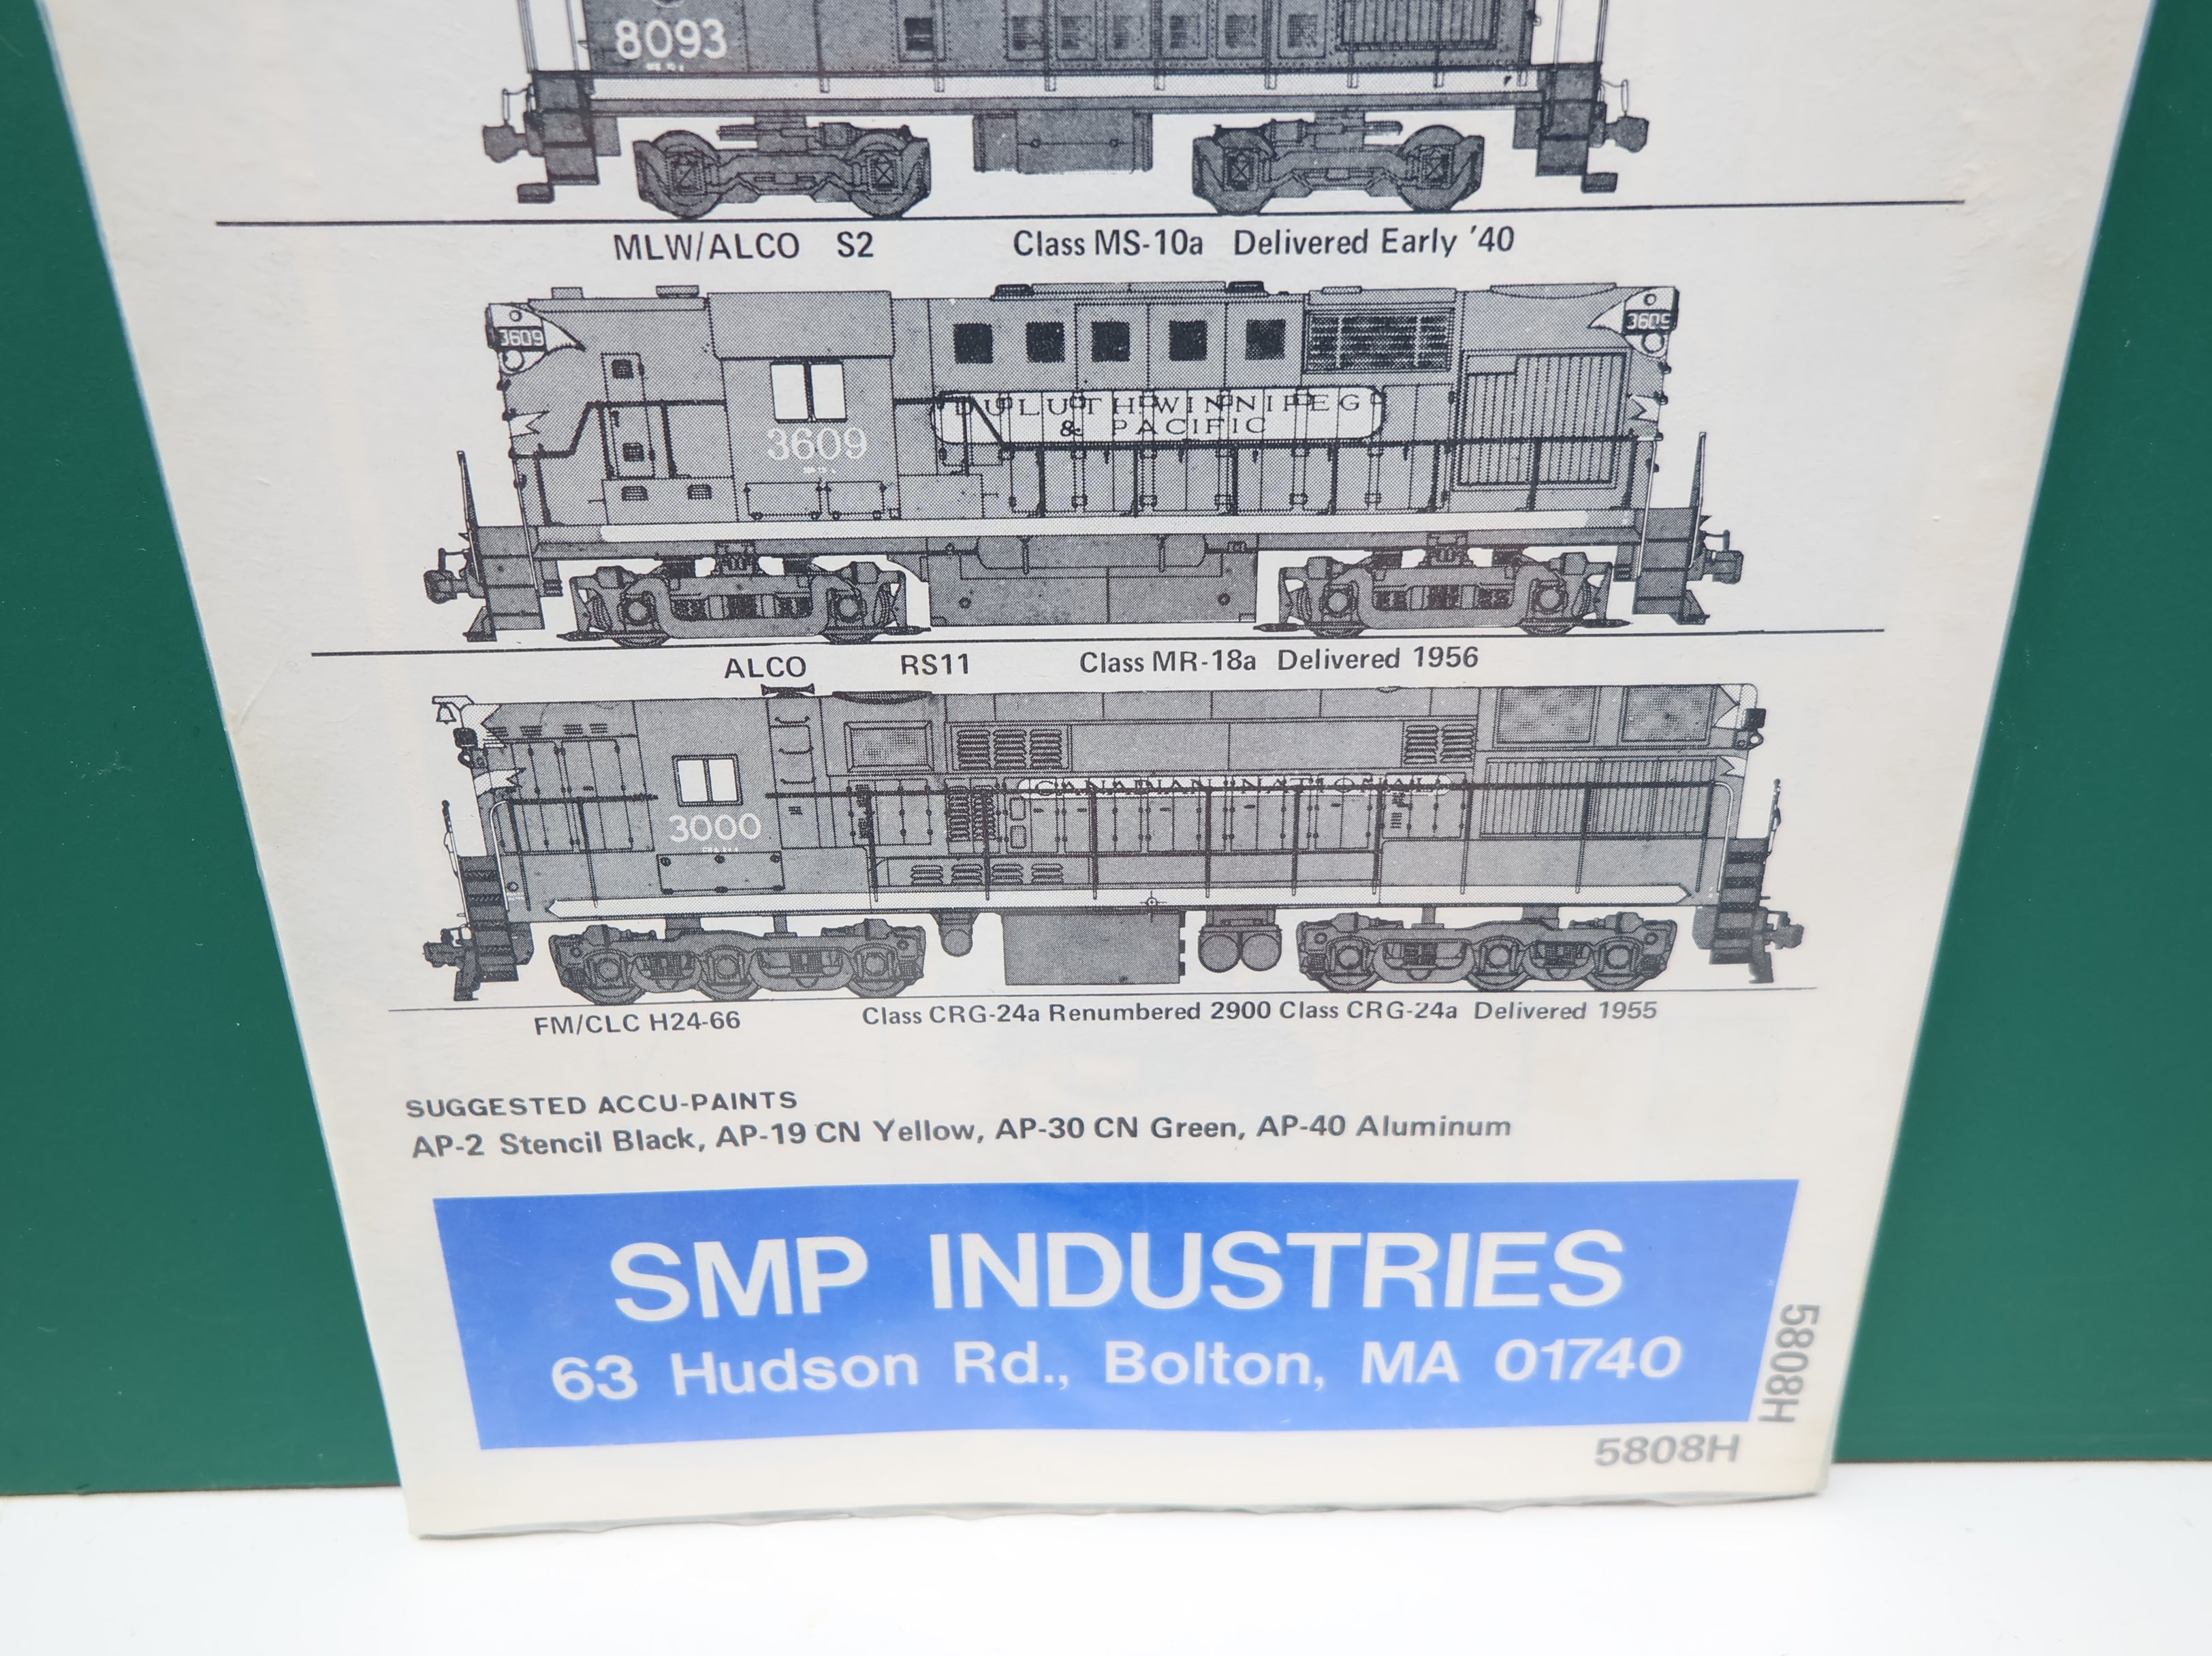 8093
MLW/ALCO S2 Class MS-10a Delivered Early '40
3609 3609
DULUTH WINNIPEG
& PACIFIC
3609
ALCO RS11 Class MR-18a Delivered 1956
CANADIAN NATIONAL
3000
FM/CLC H24-66 Class CRG-24a Renumbered 2900 Class CRG-24a Delivered 1955
SUGGESTED ACCU-PAINTS
AP-2 Stencil Black, AP-19 CN Yellow, AP-30 CN Green, AP-40 Aluminum
SMP INDUSTRIES
63 Hudson Rd., Bolton, MA 01740
5808H
5808H